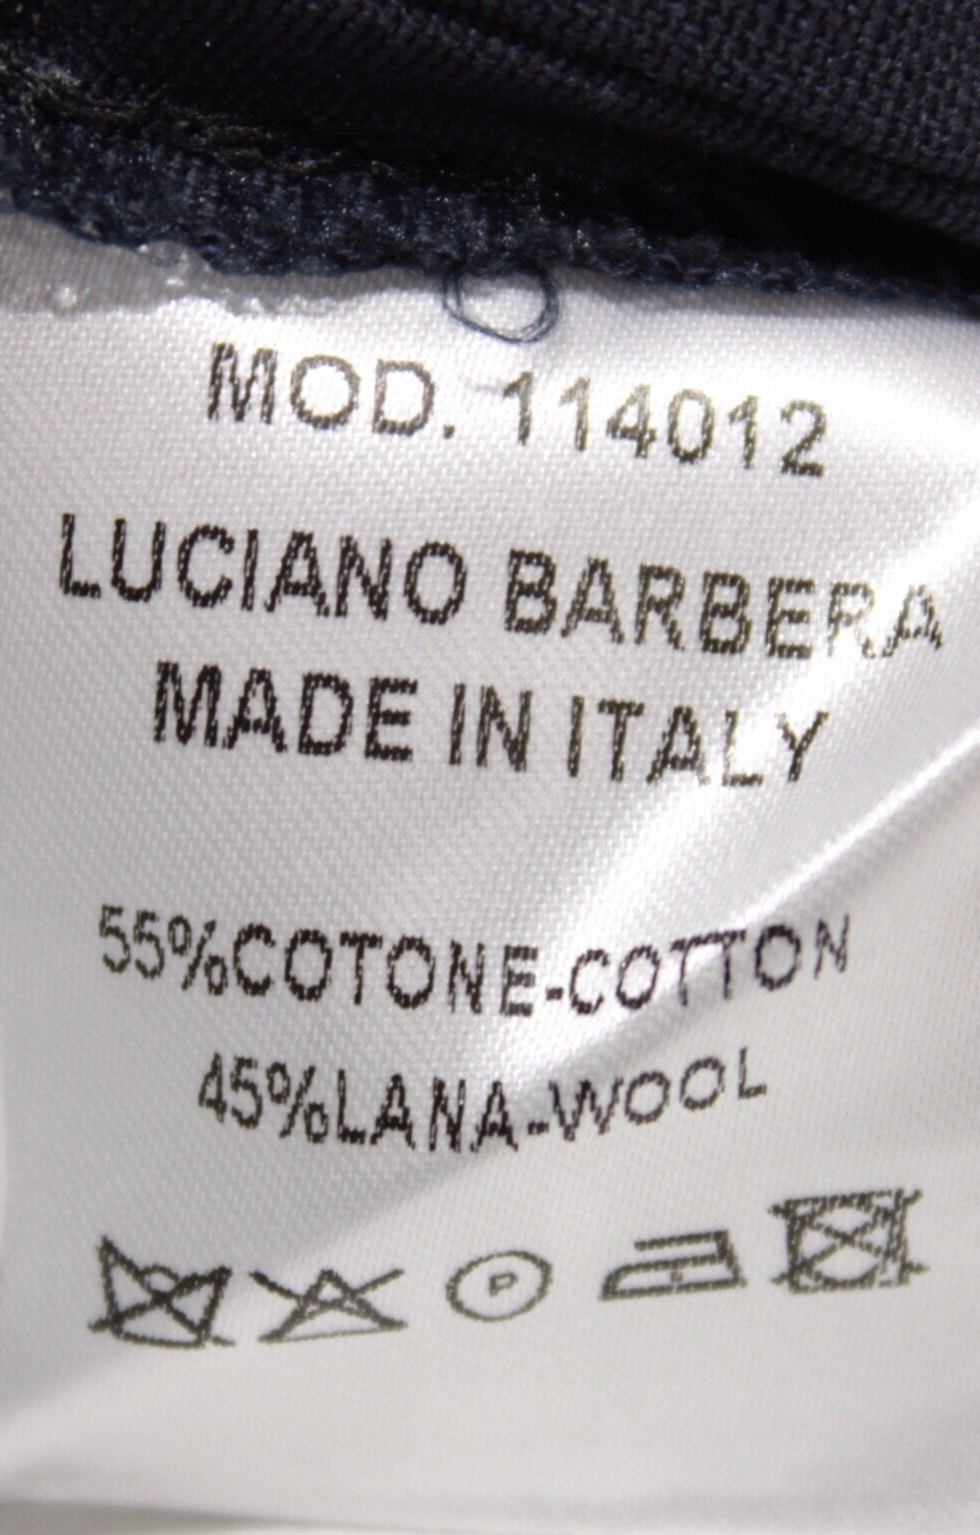 MOD. 114012
LUCIANO BARBERA
MADE IN ITALY
55%COTONE-COTTON
45%LANA-WOOL
P